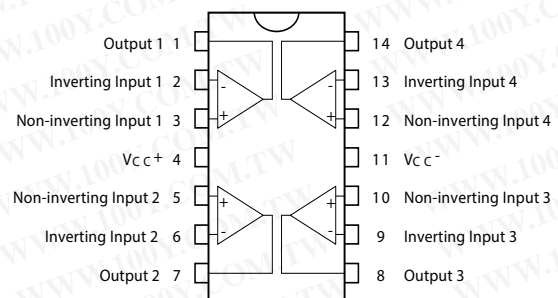 Output 1 1
Inverting Input 1 2
Non-inverting Input 1 3
Vcc+ 4
Non-inverting Input 2 5
Inverting Input 2 6
Output 2 7
14 Output 4
13 Inverting Input 4
12 Non-inverting Input 4
11 Vcc-
10 Non-inverting Input 3
9 Inverting Input 3
8 Output 3
-
+
-
+
+
-
+
-
WWW.100Y.COM.TW